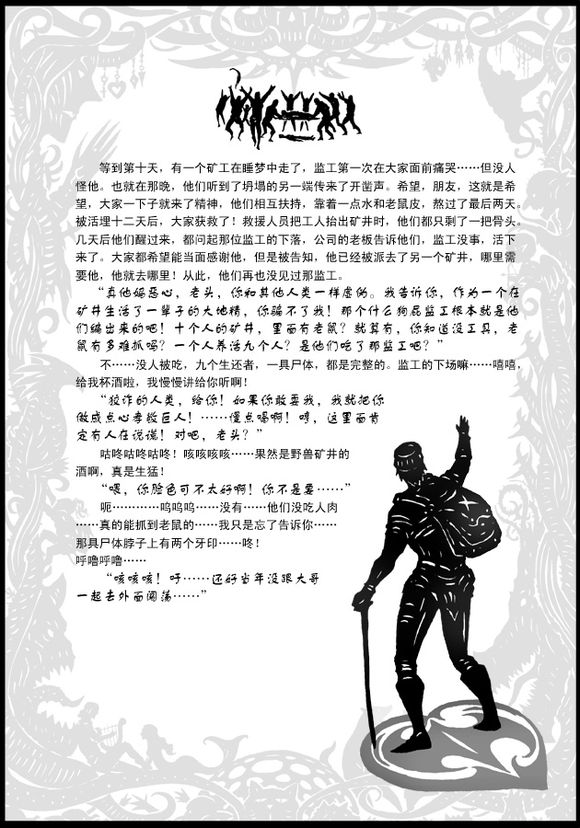 等到第十天，有一个矿工在睡梦中走了，监工第一次在大家面前痛哭……但没人
怪他。也就在那晚，他们听到了坍塌的另一端传来了开凿声。希望，朋友，这就是希
望，大家一下子就来了精神，他们相互扶持，靠着一点水和老鼠皮，熬过了最后两天。
被活埋十二天后，大家获救了！救援人员把工人抬出矿井时，他们都只剩了一把骨头。
几天后他们醒过来，都问起那位监工的下落，公司的老板告诉他们，监工没事，活下
来了。大家都希望能当面感谢他，但是被告知，他已经被派去了另一个矿井，哪里需
要他，他就去哪里！从此，他们再也没见过那监工。
“真他娘恶心，老头，你和其他人类一样虚伪。我告诉你，作为一个在
矿井生活了一辈子的大地精，你骗不了我！那个什么狗屁监工根本就是他
们编出来的吧！十个人的矿井，里面有老鼠？就算有，你知道没工具，老
鼠有多难抓吗？一个人养活九个人？是他们吃了那监工吧？”
不……没人被吃，九个生还者，一具尸体，都是完整的。监工的下场嘛……嘻嘻，
给我杯酒啦，我慢慢讲给你听啊！
“狡诈的人类，给你！如果你敢耍我，我就把你
做成点心孝敬巨人！……慢点喝啊！哼，这里面肯
定有人在说谎！对吧，老头？”
咕咚咕咚咕咚！咳咳咳咳……果然是野兽矿井的
酒啊，真是生猛！
“喂，你脸色可不太好啊！你不是要……”
呃…………呜呜呜……没有……他们没吃人肉
……真的能抓到老鼠的……我只是忘了告诉你……
那具尸体脖子上有两个牙印……咚！
呼噜呼噜……
“咳咳咳！吁……还好当年没跟大哥
一起去外面闯荡……”